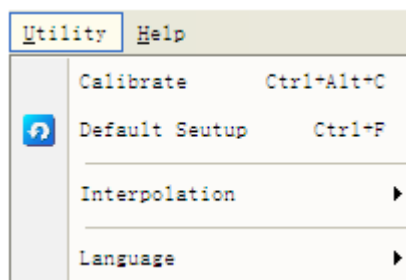 Utility Help
Calibrate Ctrl+Alt+C
Default Seutup Ctrl+F
Interpolation
Language